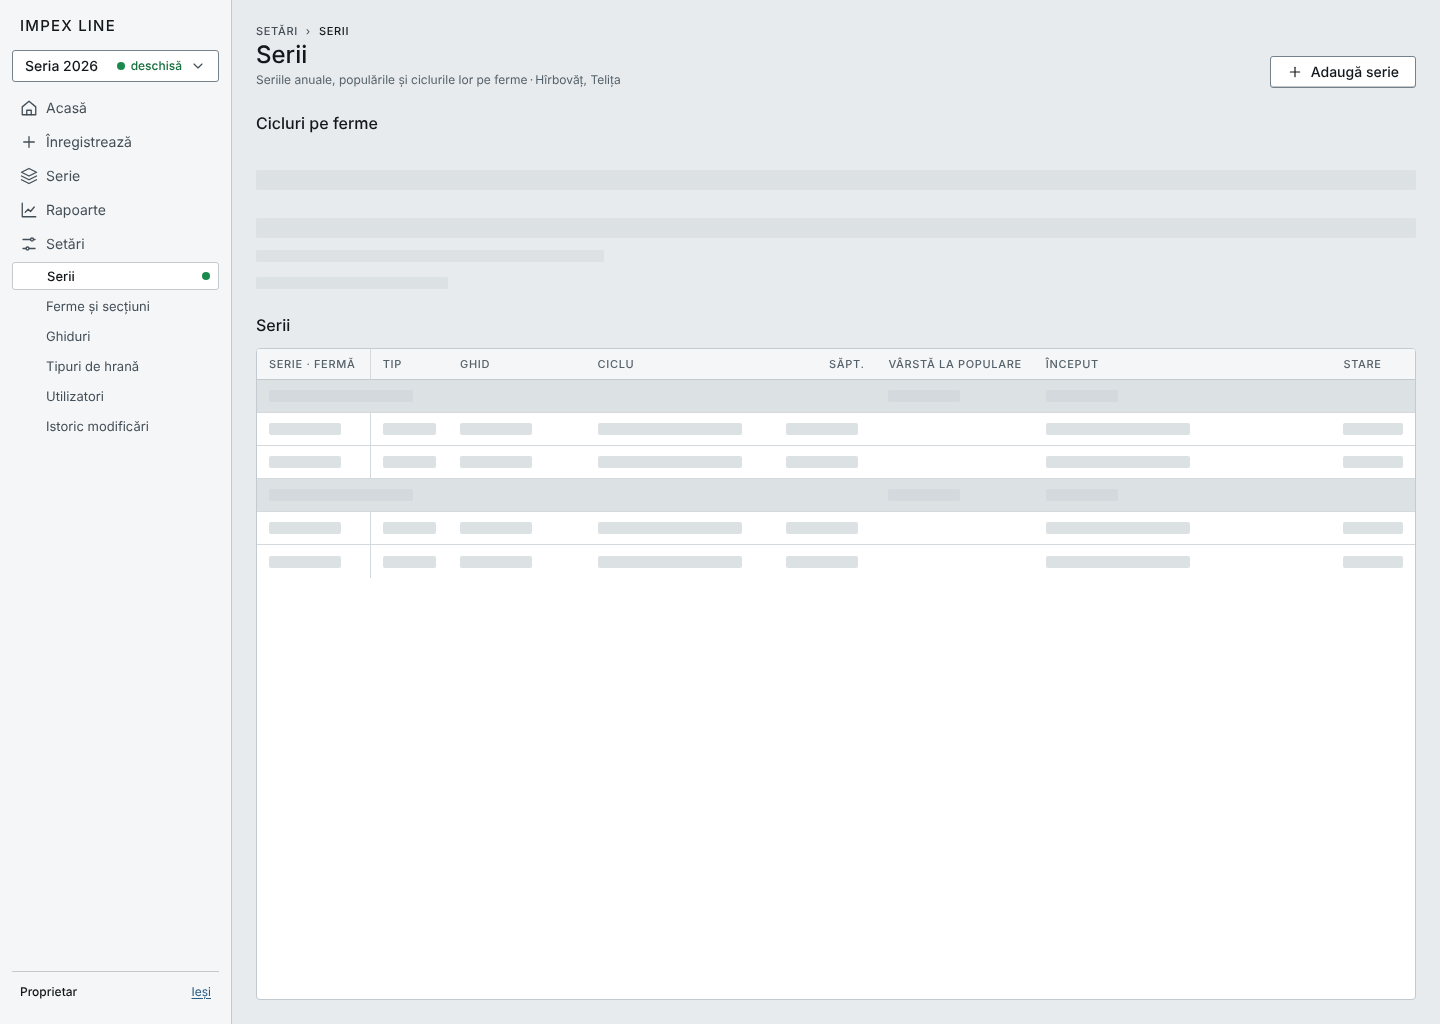 IMPEX LINE
Seria 2026 deschisă
Acasă
Înregistrează
Serie
Rapoarte
Setări
Serii
Ferme și secțiuni
Ghiduri
Tipuri de hrană
Utilizatori
Istoric modificări
Proprietar Ieși
SETĂRI › SERII
Serii
Seriile anuale, populările și ciclurile lor pe ferme · Hîrbovăț, Telița
Adaugă serie
Cicluri pe ferme
Serii
SERIE · FERMĂ TIP GHID CICLU SĂPT. VÂRSTĂ LA POPULARE ÎNCEPUT STARE